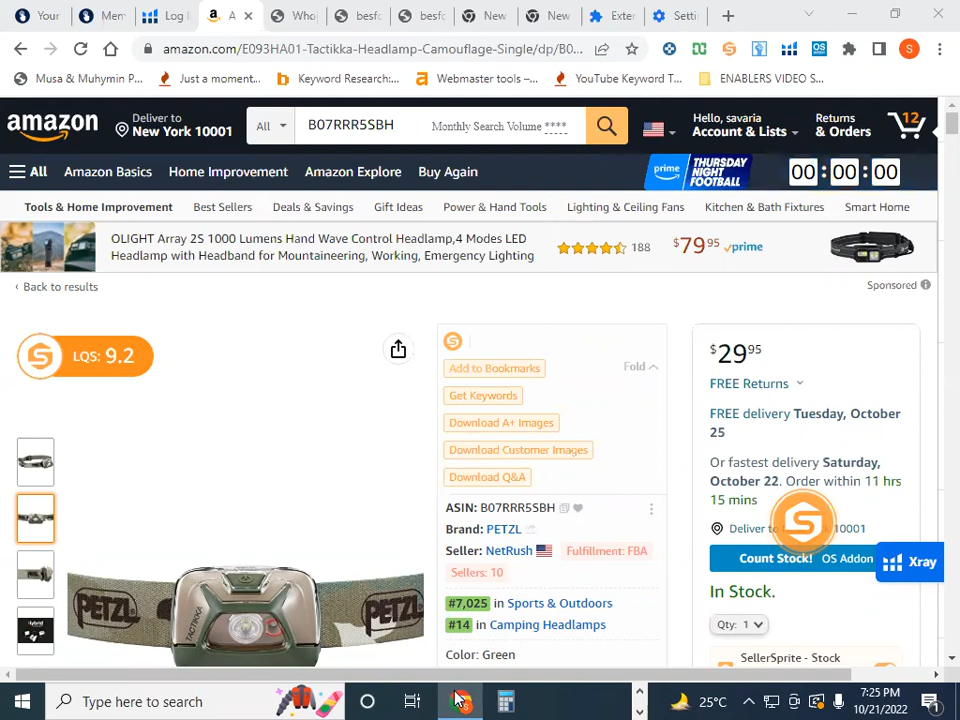 Your
Mem
Log I
A
Who
besfo
besfo
New
New
Exter
Setti
amazon.com/E093HA01-Tactikka-Headlamp-Camouflage-Single/dp/B0...
S
Musa & Muhymin P...
Just a moment...
Keyword Research:...
Webmaster tools –...
YouTube Keyword T...
ENABLERS VIDEO S...
amazon
Deliver to
New York 10001
All
B07RRR5SBH
Monthly Search Volume ****
Hello, savaria
Account & Lists
Returns
& Orders
12
All
Amazon Basics
Home Improvement
Amazon Explore
Buy Again
prime
THURSDAY
NIGHT
FOOTBALL
00 : 00 : 00
Tools & Home Improvement
Best Sellers
Deals & Savings
Gift Ideas
Power & Hand Tools
Lighting & Ceiling Fans
Kitchen & Bath Fixtures
Smart Home
OLIGHT Array 2S 1000 Lumens Hand Wave Control Headlamp,4 Modes LED
Headlamp with Headband for Mountaineering, Working, Emergency Lighting
188
$7995
prime
‹ Back to results
Sponsored
LQS: 9.2
Add to Bookmarks
Fold
Get Keywords
Download A+ Images
Download Customer Images
Download Q&A
ASIN: B07RRR5SBH
Brand: PETZL
Seller: NetRush
Fulfillment: FBA
Sellers: 10
#7,025 in Sports & Outdoors
#14 in Camping Headlamps
Color: Green
$2995
FREE Returns
FREE delivery Tuesday, October
25
Or fastest delivery Saturday,
October 22. Order within 11 hrs
15 mins
Deliver to
10001
Count Stock! OS Addon
Xray
In Stock.
Qty: 1
SellerSprite - Stock
PETZL
TACTIKKA
PETZL
Hybrid
Type here to search
25°C
7:25 PM
10/21/2022
1